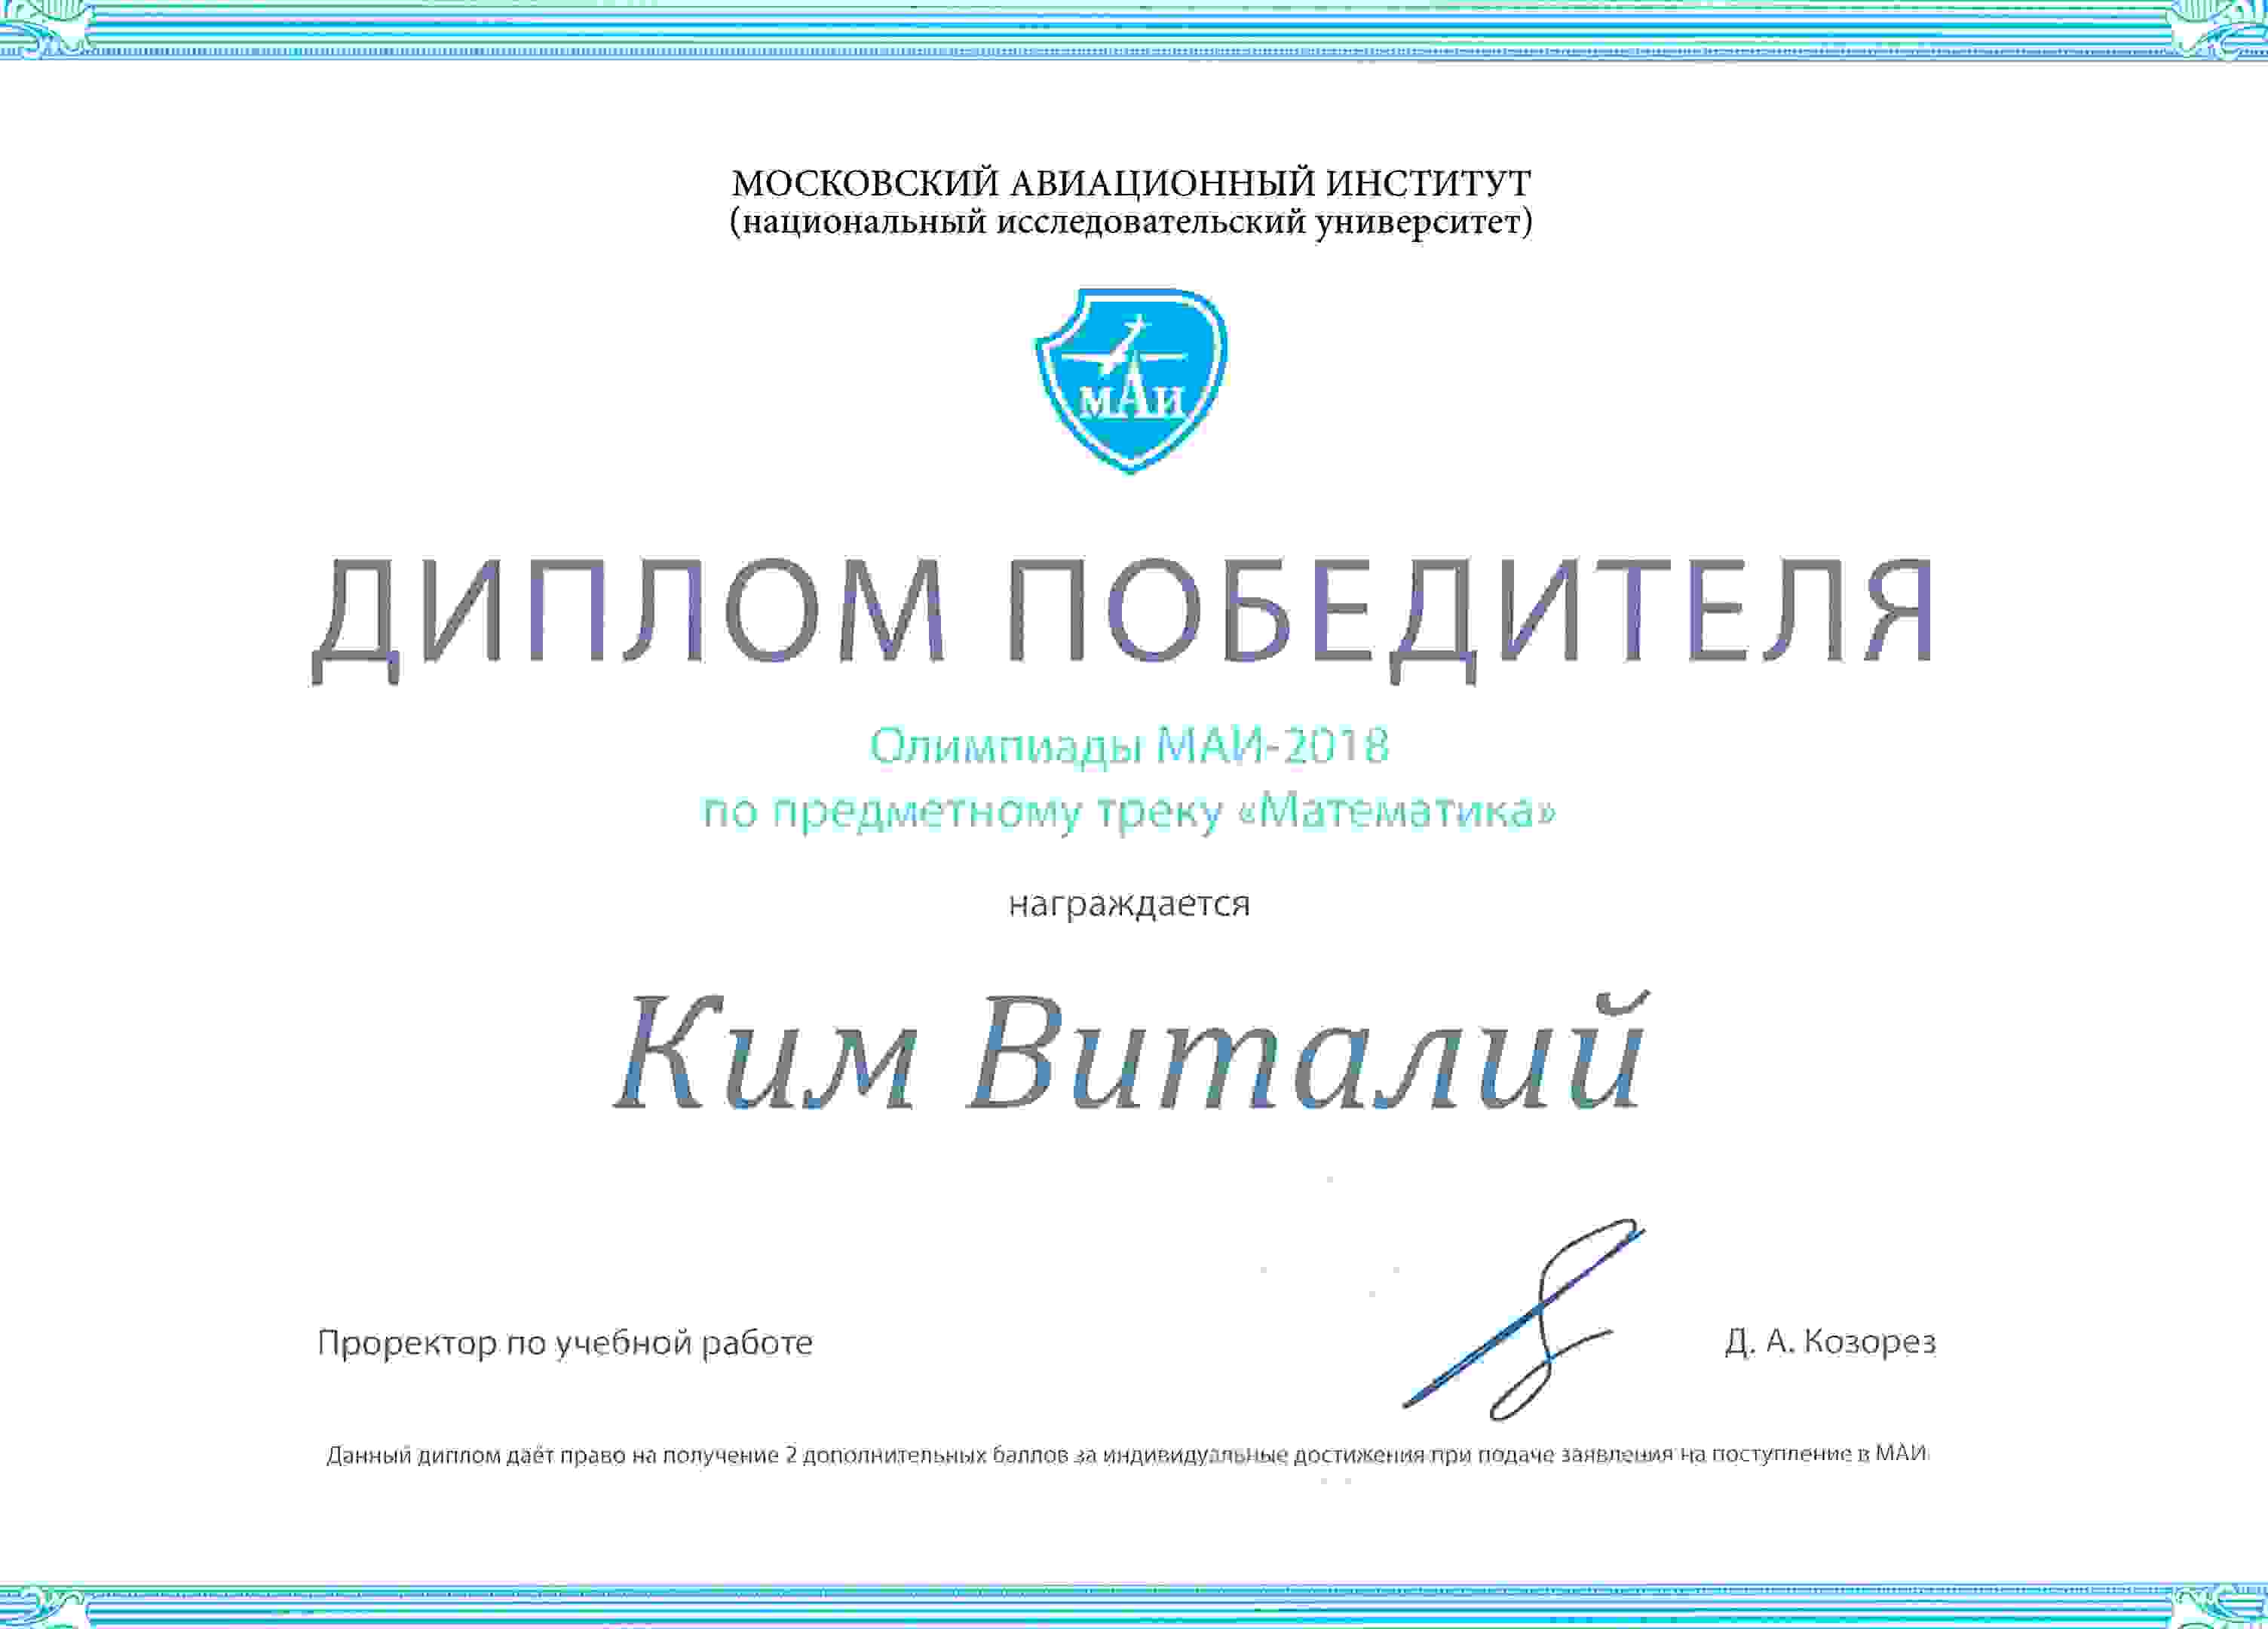 МОСКОВСКИЙ АВИАЦИОННЫЙ ИНСТИТУТ
(национальный исследовательский университет)
МАИ
ДИПЛОМ ПОБЕДИТЕЛЯ
Олимпиады МАИ-2018
по предметному треку «Математика»
награждается
Ким Виталий
Проректор по учебной работе
Д. А. Козорез
Данный диплом даёт право на получение 2 дополнительных баллов за индивидуальные достижения при подаче заявления на поступление в МАИ